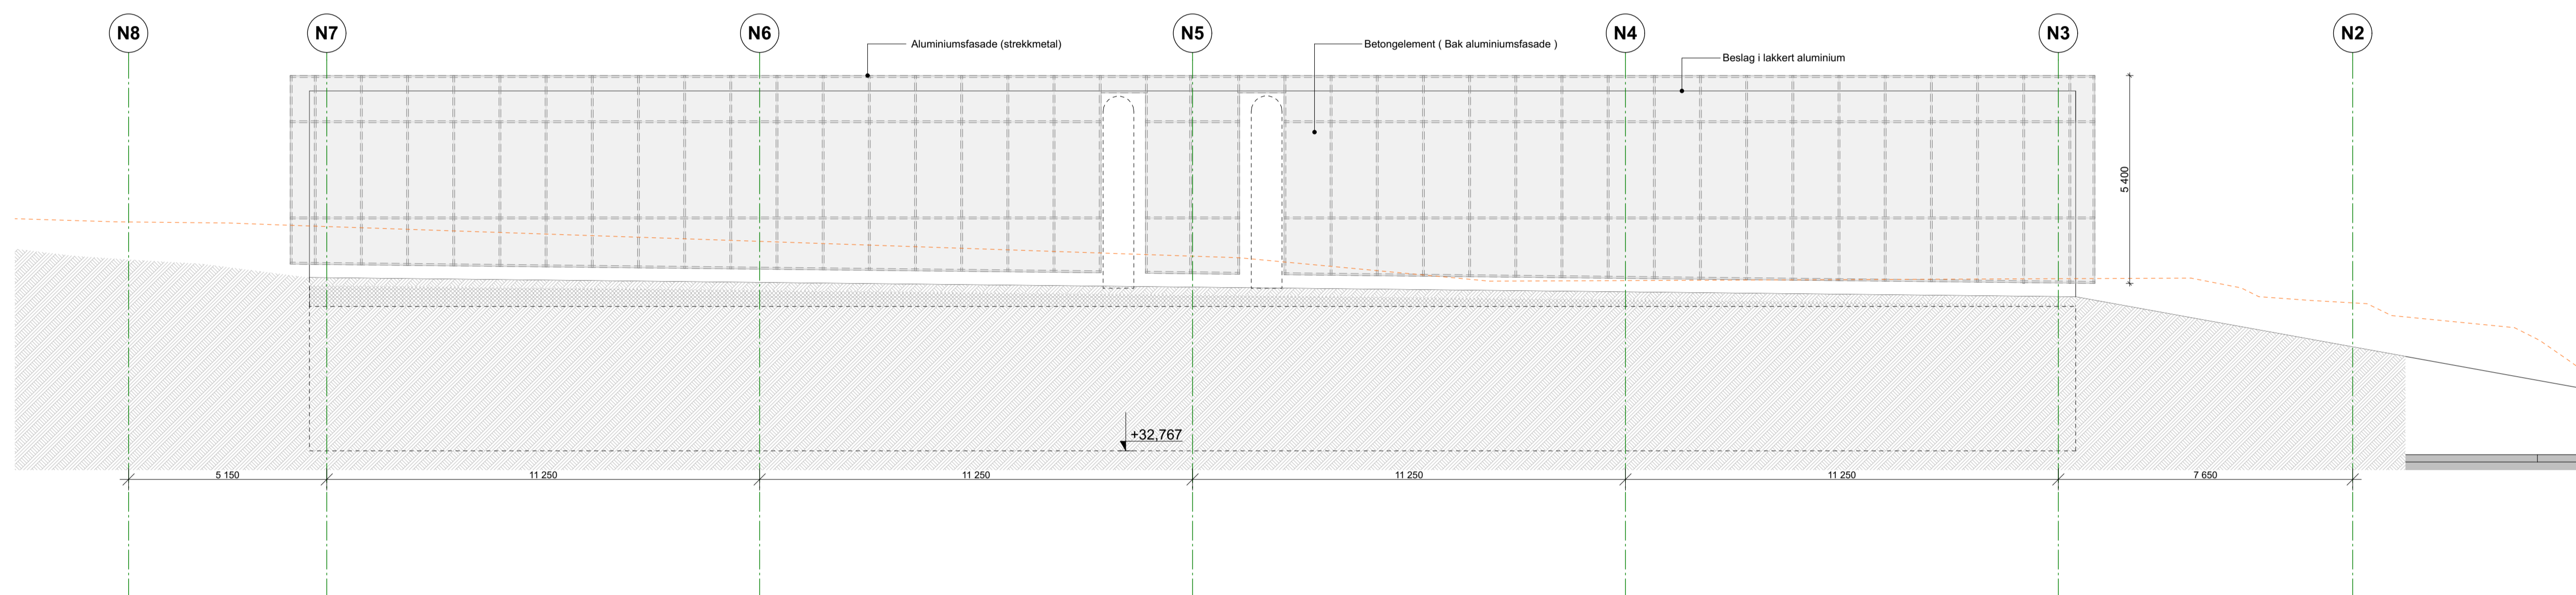 N8
N7
N6
N5
N4
N3
N2
Aluminiumsfasade (strekkmetal)
Betongelement ( Bak aluminiumsfasade )
Beslag i lakkert aluminium
5 400
+32,767
5 150
11 250
11 250
11 250
11 250
7 650